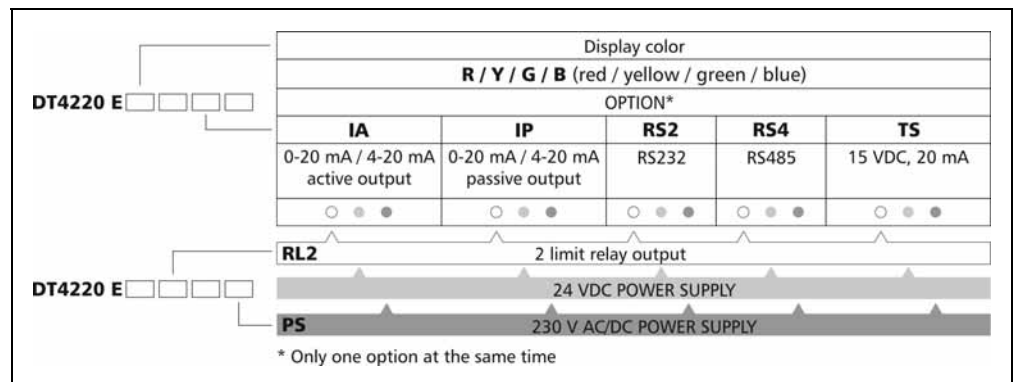 Display color
R / Y / G / B (red / yellow / green / blue)
DT4220 E
OPTION*
IA IP RS2 RS4 TS
0-20 mA / 4-20 mA active output 0-20 mA / 4-20 mA passive output RS232 RS485 15 VDC, 20 mA
RL2 2 limit relay output
DT4220 E
24 VDC POWER SUPPLY
PS 230 V AC/DC POWER SUPPLY
* Only one option at the same time